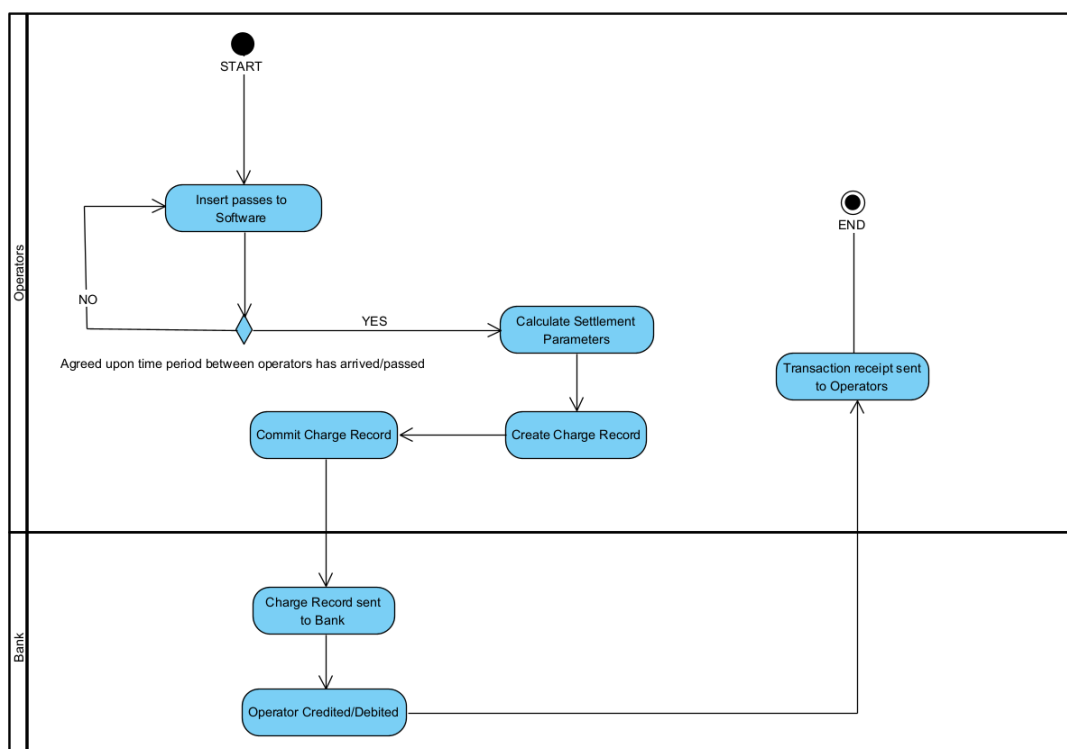 START
Insert passes to
Software
END
Operators
NO
YES
Calculate Settlement
Parameters
Agreed upon time period between operators has arrived/passed
Transaction receipt sent
to Operators
Commit Charge Record
Create Charge Record
Charge Record sent
to Bank
Bank
Operator Credited/Debited